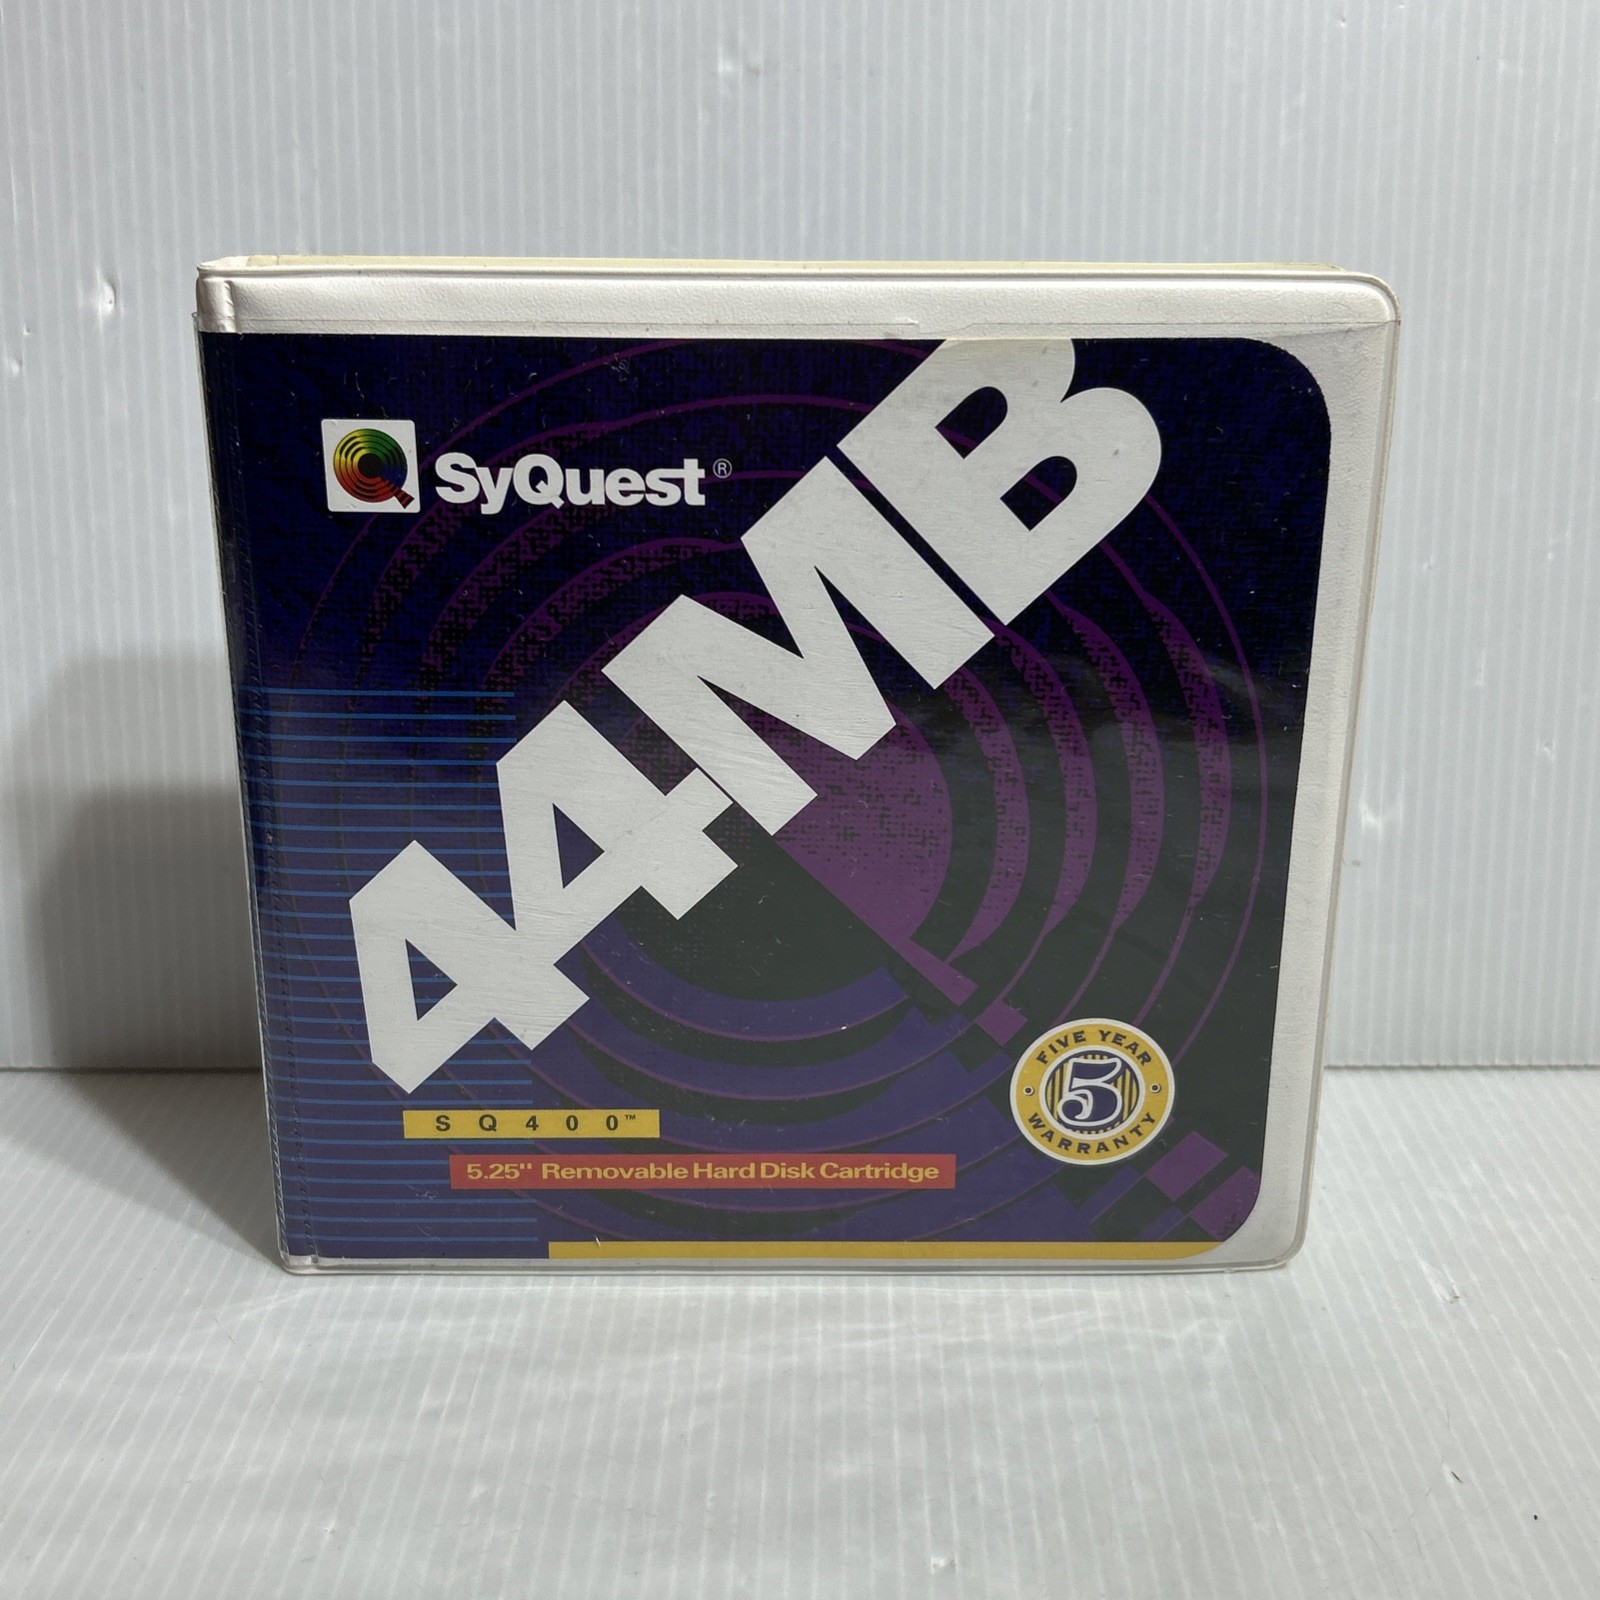 SyQuest®
44MB
SQ400™
5.25" Removable Hard Disk Cartridge
FIVE YEAR
5
WARRANTY